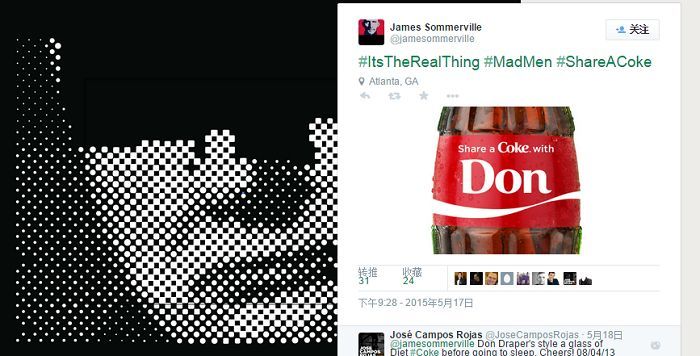 James Sommerville
@jamesommerville
关注
#ItsTheRealThing #MadMen #ShareACoke
Atlanta, GA
Share a Coke with
Don
转推
31
收藏
24
下午9:28 - 2015年5月17日
José Campos Rojas @JoseCamposRojas · 5月18日
@jamesommerville Don Draper's style a glass of
Diet #Coke before going to sleep. Cheers! 08/04/13